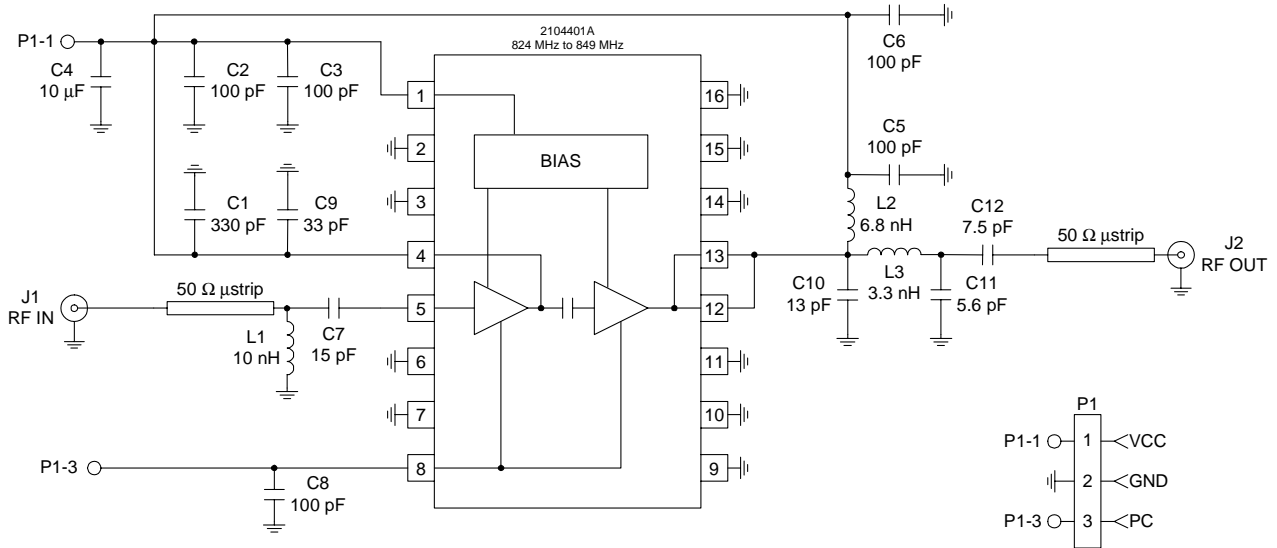 P1-1
C4
10 μF
C2
100 pF
C3
100 pF
2104401A
824 MHz to 849 MHz
C6
100 pF
1
16
2
15
BIAS
C5
100 pF
3
14
C1
330 pF
C9
33 pF
L2
6.8 nH
C12
7.5 pF
4
13
50 Ω μstrip
J2
RF OUT
J1
RF IN
50 Ω μstrip
L1
10 nH
C7
15 pF
5
12
C10
13 pF
L3
3.3 nH
C11
5.6 pF
6
11
7
10
P1-3
8
9
C8
100 pF
P1
P1-1
1
VCC
2
GND
P1-3
3
PC